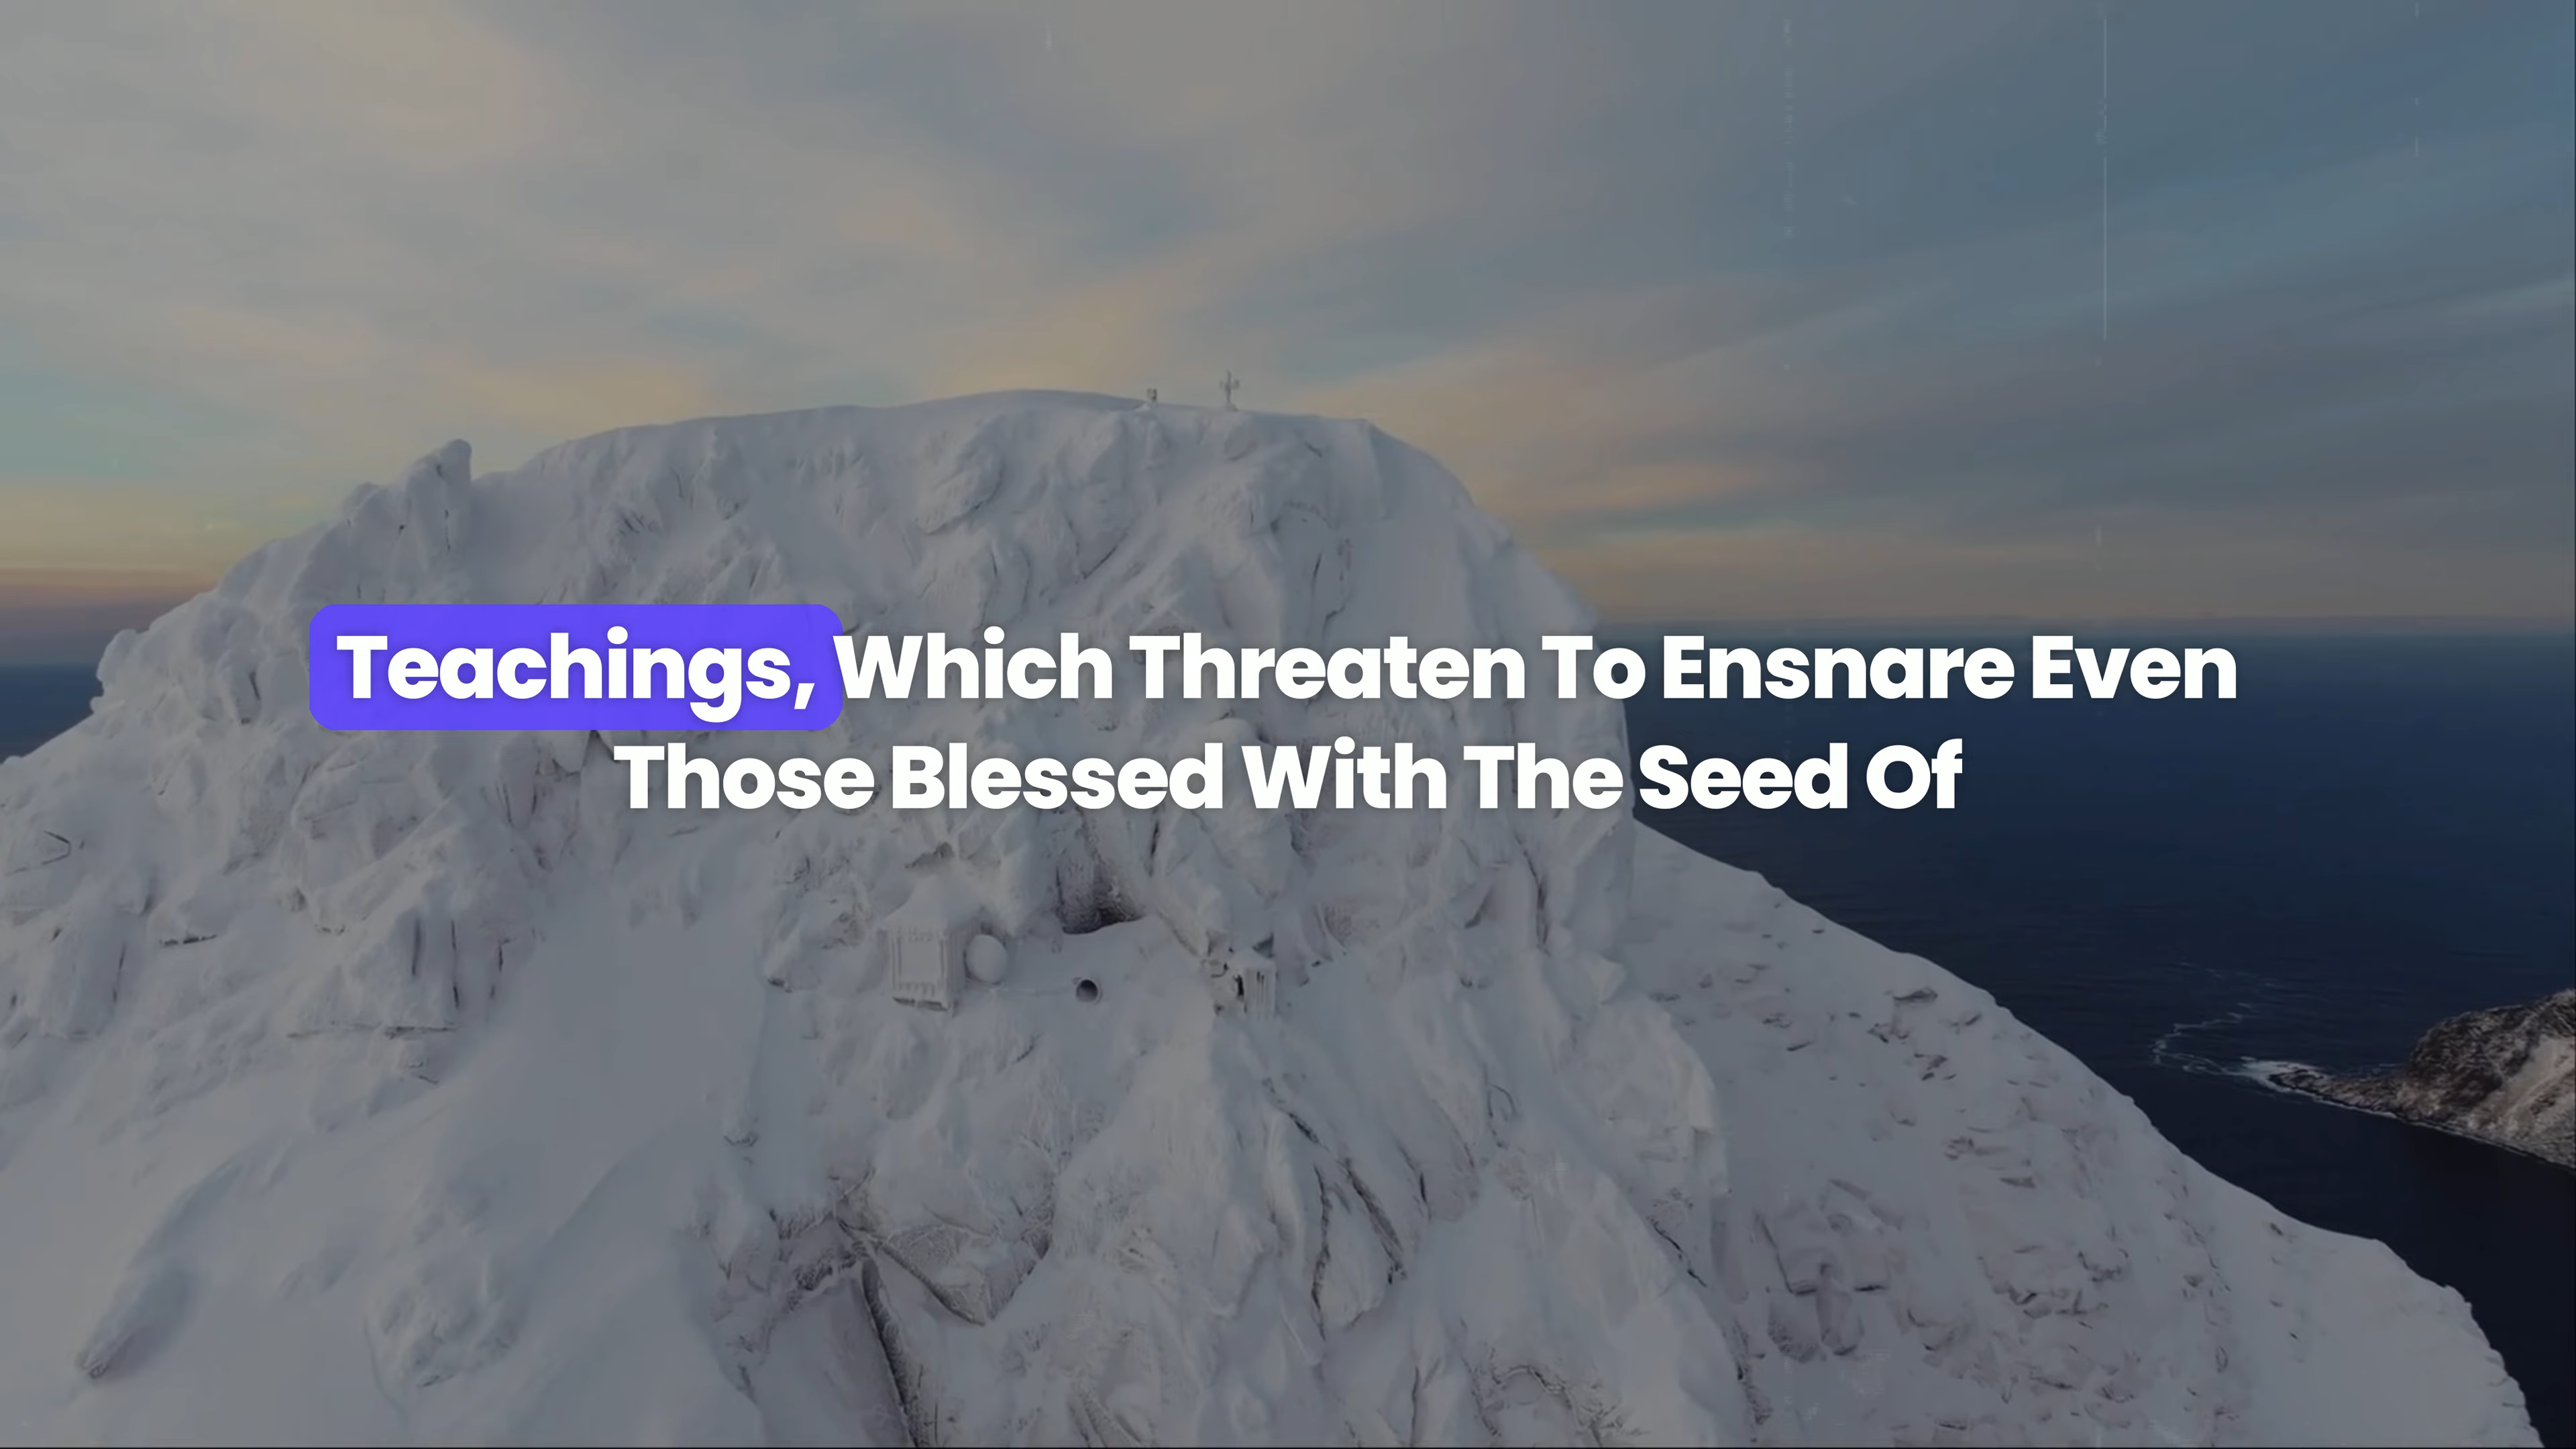 Teachings, Which Threaten To Ensnare Even
Those Blessed With The Seed Of